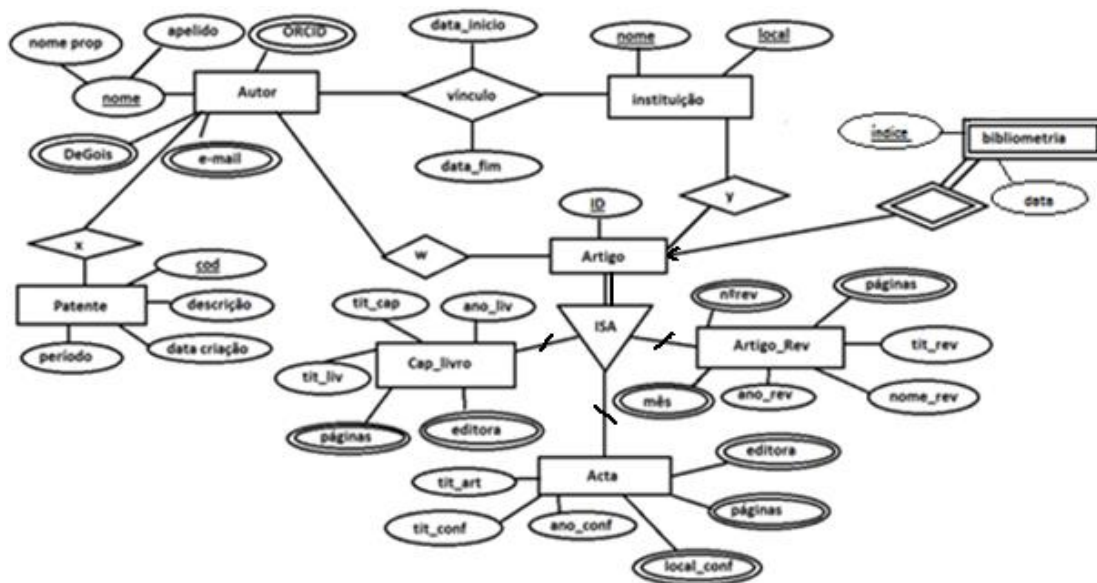 nome prop
apelido
ORCID
nome
Autor
DeGois
e-mail
data_inicio
vinculo
data_fim
nome
local
instituição
y
índice
bibliometria
data
x
cod
Patente
descrição
período
data criação
w
ID
Artigo
ISA
tit_cap
ano_liv
Cap_livro
tit_liv
páginas
editora
nºrev
páginas
Artigo_Rev
tit_rev
mês
ano_rev
nome_rev
Acta
tit_art
editora
tit_conf
ano_conf
páginas
local_conf